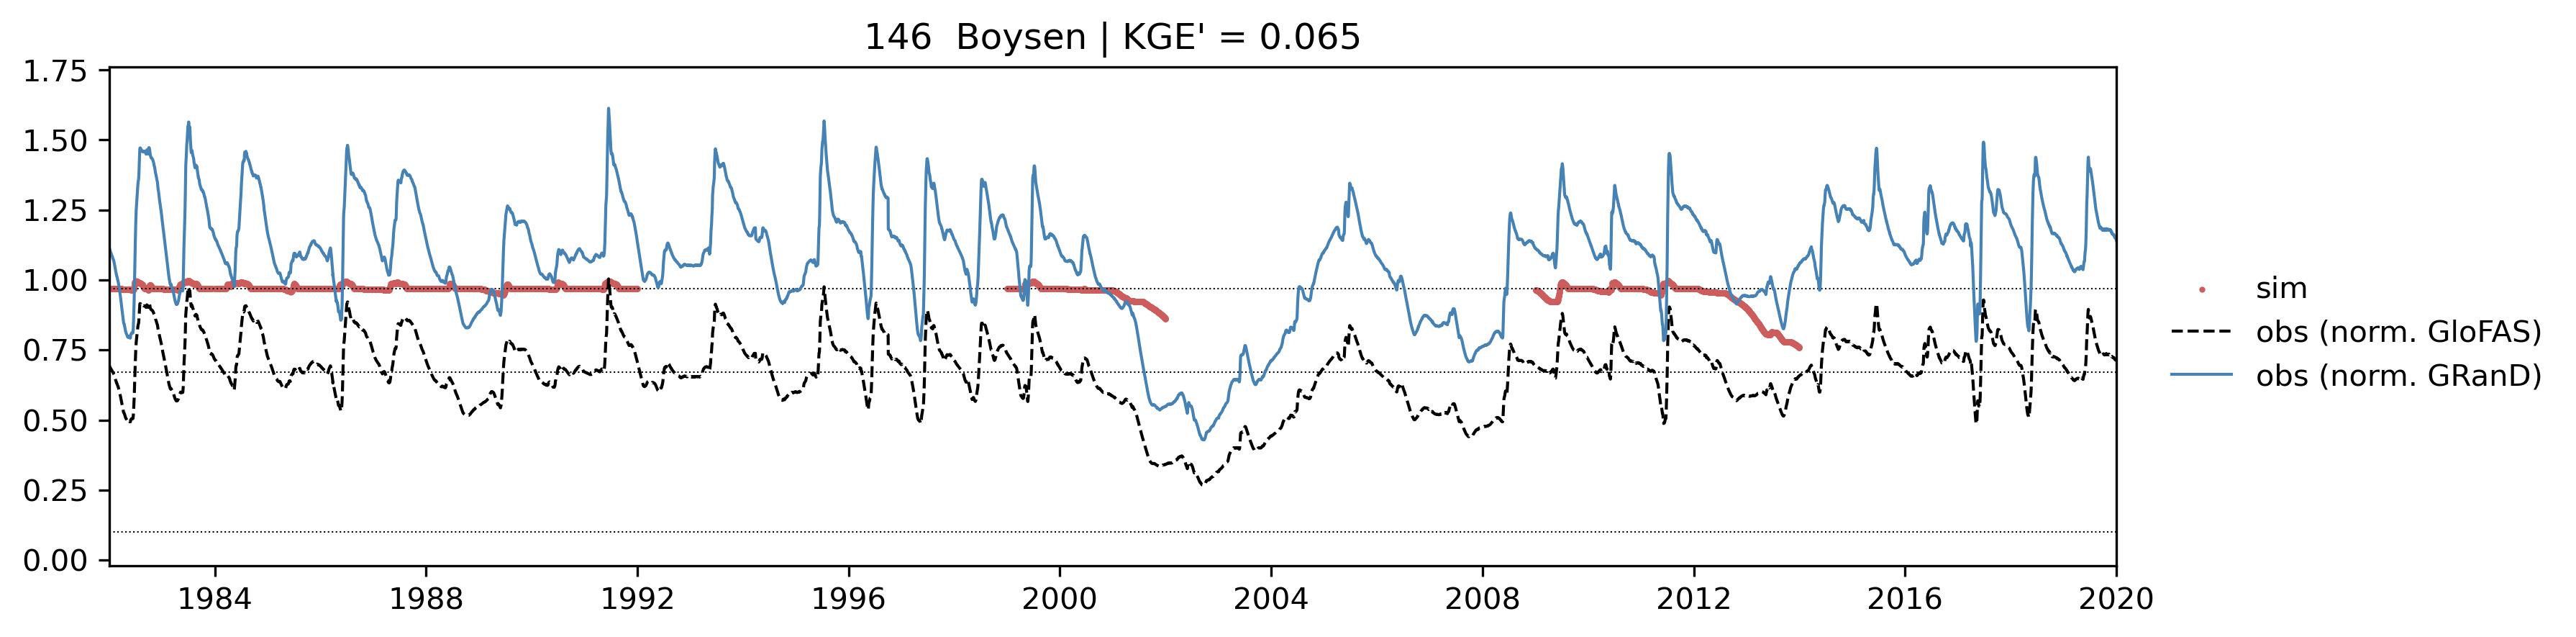 146  Boysen | KGE' = 0.065
1.75
1.50
1.25
1.00
0.75
0.50
0.25
0.00
1984 1988 1992 1996 2000 2004 2008 2012 2016 2020
sim
obs (norm. GloFAS)
obs (norm. GRanD)